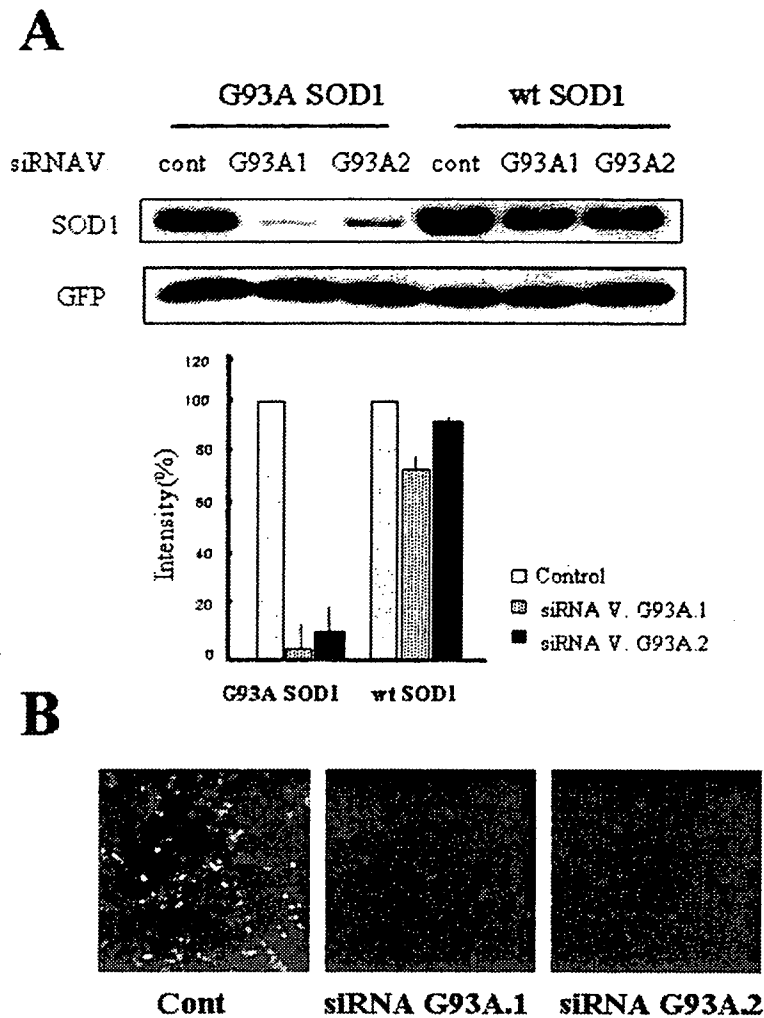 A
G93A SOD1 wt SOD1
siRNAV cont G93A1 G93A2 cont G93A1 G93A2
SOD1
GFP
120
100
80
60
40
20
0
Intensity(%)
Control
siRNA V. G93A.1
siRNA V. G93A.2
G93A SOD1 wt SOD1
B
Cont siRNA G93A.1 siRNA G93A.2